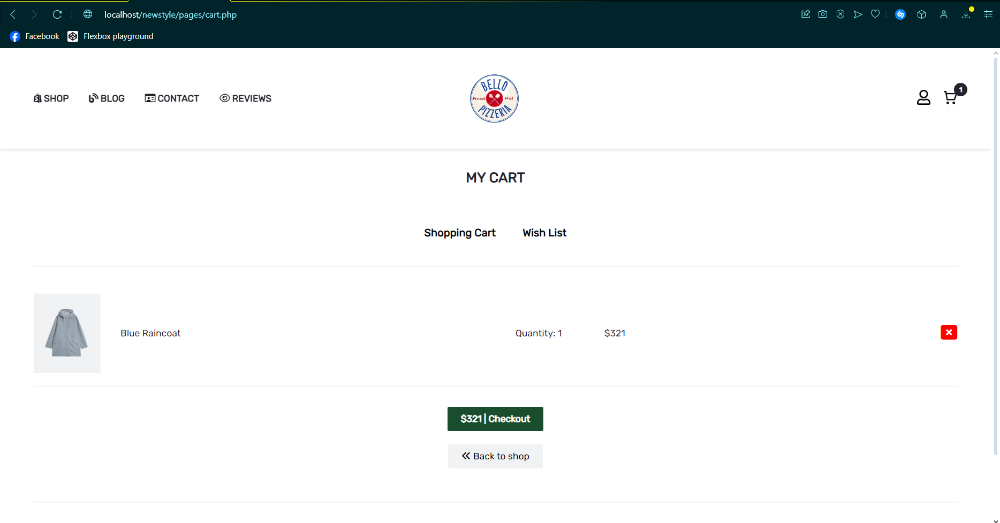 localhost/newstyle/pages/cart.php
Facebook
Flexbox playground
SHOP
BLOG
CONTACT
REVIEWS
BELLO
Fresh Hot
PIZZERIA
1
MY CART
Shopping Cart
Wish List
Blue Raincoat
Quantity: 1
$321
$321 | Checkout
Back to shop